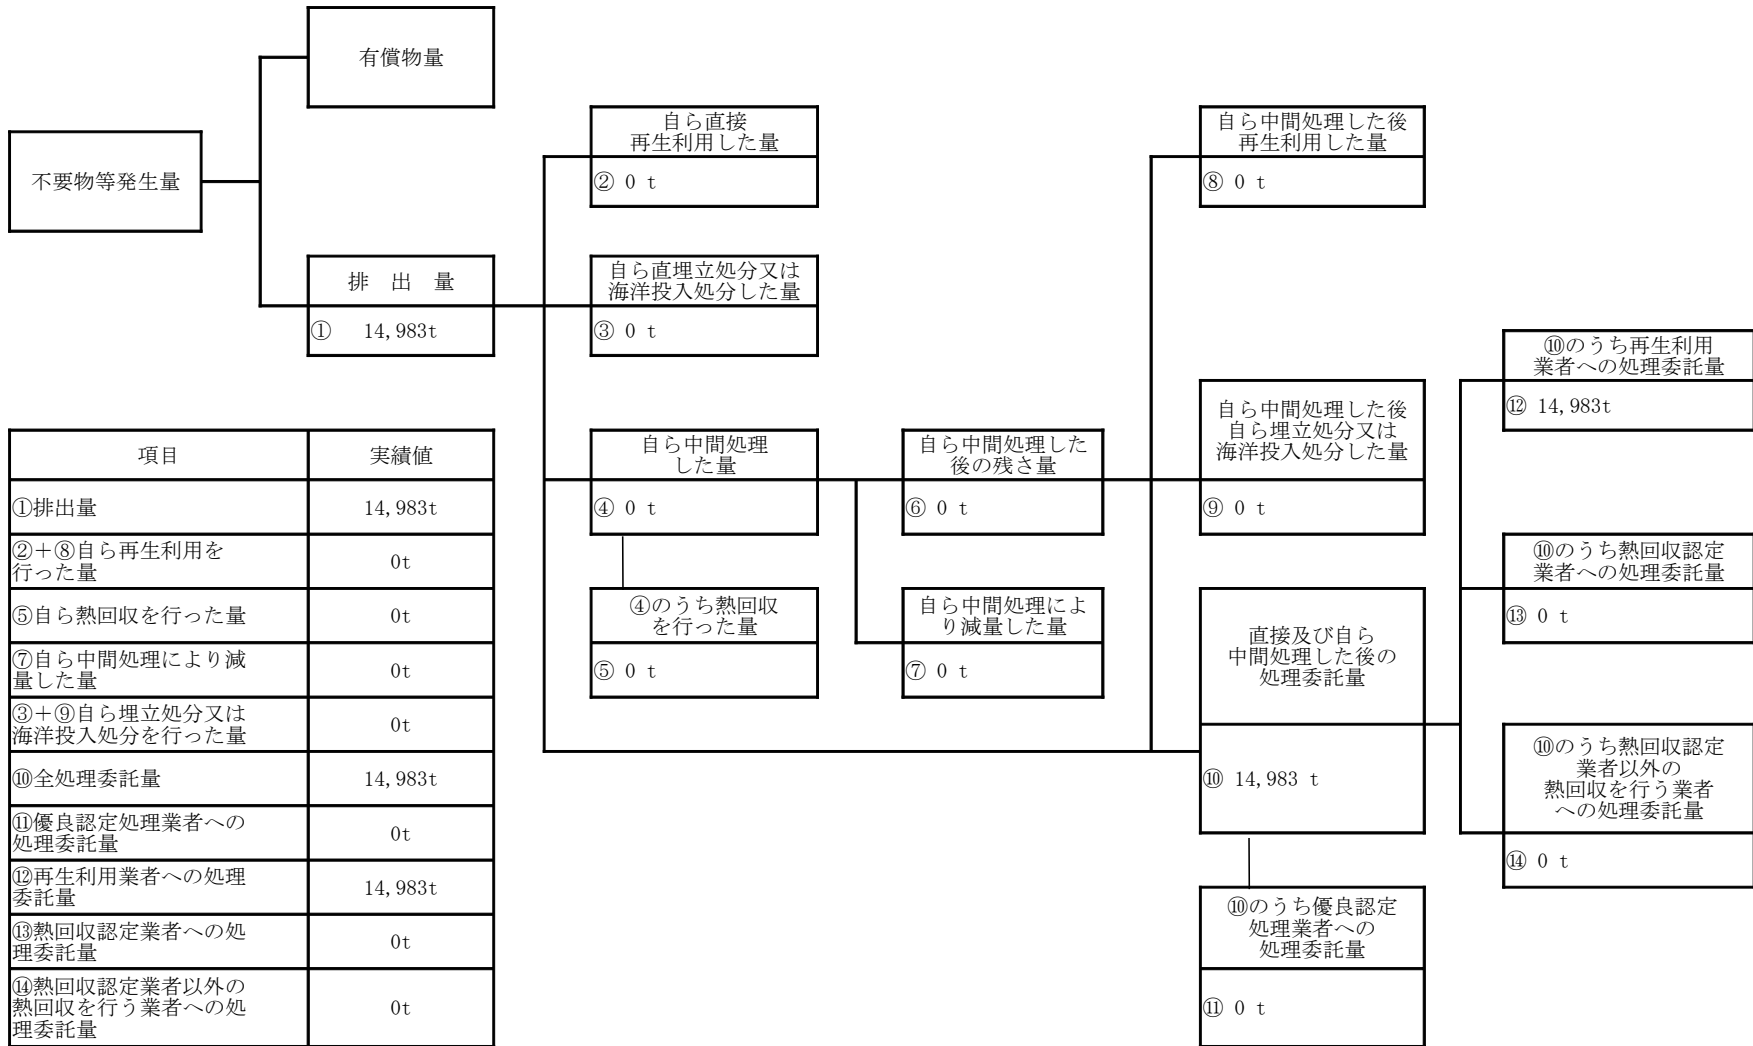 有償物量
不要物等発生量
排　出　量
① 14,983t
自ら直接
再生利用した量
② 0 t
自ら直埋立処分又は
海洋投入処分した量
③ 0 t
自ら中間処理
した量
④ 0 t
④のうち熱回収
を行った量
⑤ 0 t
自ら中間処理した
後の残さ量
⑥ 0 t
自ら中間処理によ
り減量した量
⑦ 0 t
自ら中間処理した後
再生利用した量
⑧ 0 t
自ら中間処理した後
自ら埋立処分又は
海洋投入処分した量
⑨ 0 t
直接及び自ら
中間処理した後の
処理委託量
⑩ 14,983 t
⑩のうち優良認定
処理業者への
処理委託量
⑪ 0 t
⑩のうち再生利用
業者への処理委託量
⑫ 14,983t
⑩のうち熱回収認定
業者への処理委託量
⑬ 0 t
⑩のうち熱回収認定
業者以外の
熱回収を行う業者
への処理委託量
⑭ 0 t
項目 実績値
①排出量 14,983t
②＋⑧自ら再生利用を
行った量 0t
⑤自ら熱回収を行った量 0t
⑦自ら中間処理により減
量した量 0t
③＋⑨自ら埋立処分又は
海洋投入処分を行った量 0t
⑩全処理委託量 14,983t
⑪優良認定処理業者への
処理委託量 0t
⑫再生利用業者への処理
委託量 14,983t
⑬熱回収認定業者への処
理委託量 0t
⑭熱回収認定業者以外の
熱回収を行う業者への処
理委託量 0t